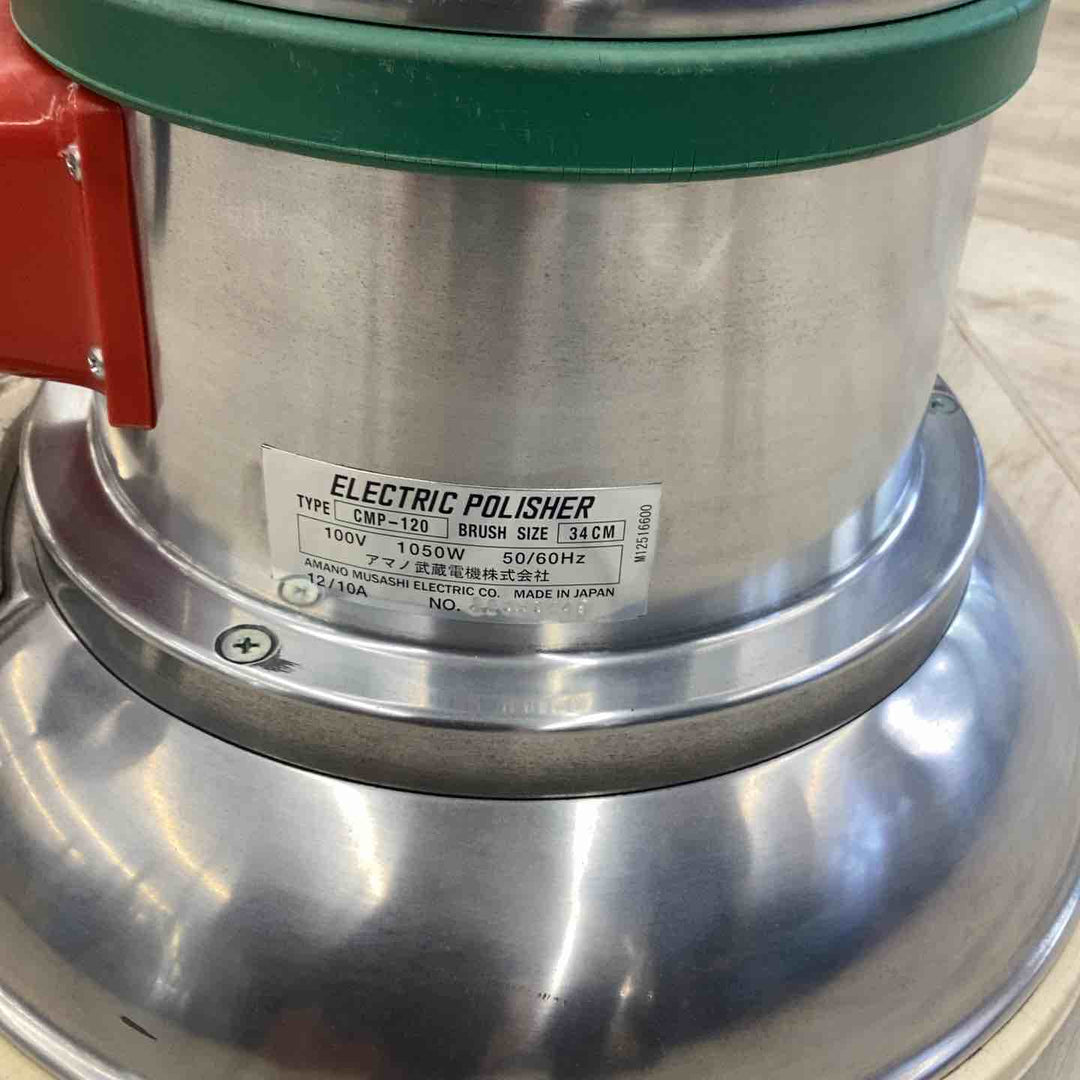 ELECTRIC POLISHER
TYPE CMP-120 BRUSH SIZE 34CM
100V 1050W 50/60Hz
アマノ武蔵電機株式会社
AMANO MUSASHI ELECTRIC CO. MADE IN JAPAN
12/10A NO.
M12516600